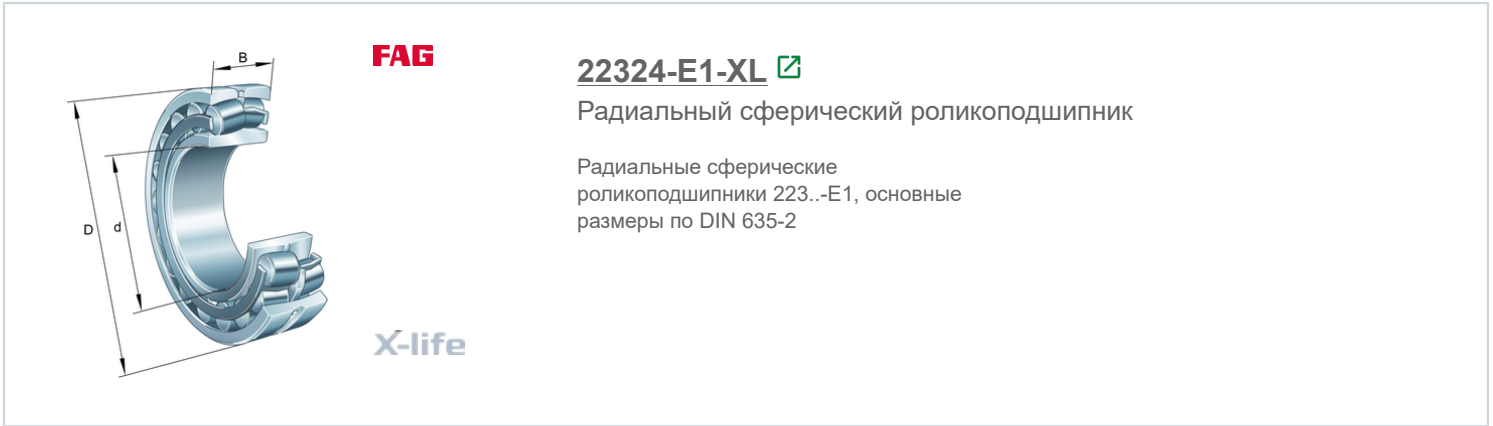 FAG
B
D
d
X-life
22324-E1-XL
Радиальный сферический роликоподшипник
Радиальные сферические
роликоподшипники 223..-E1, основные
размеры по DIN 635-2